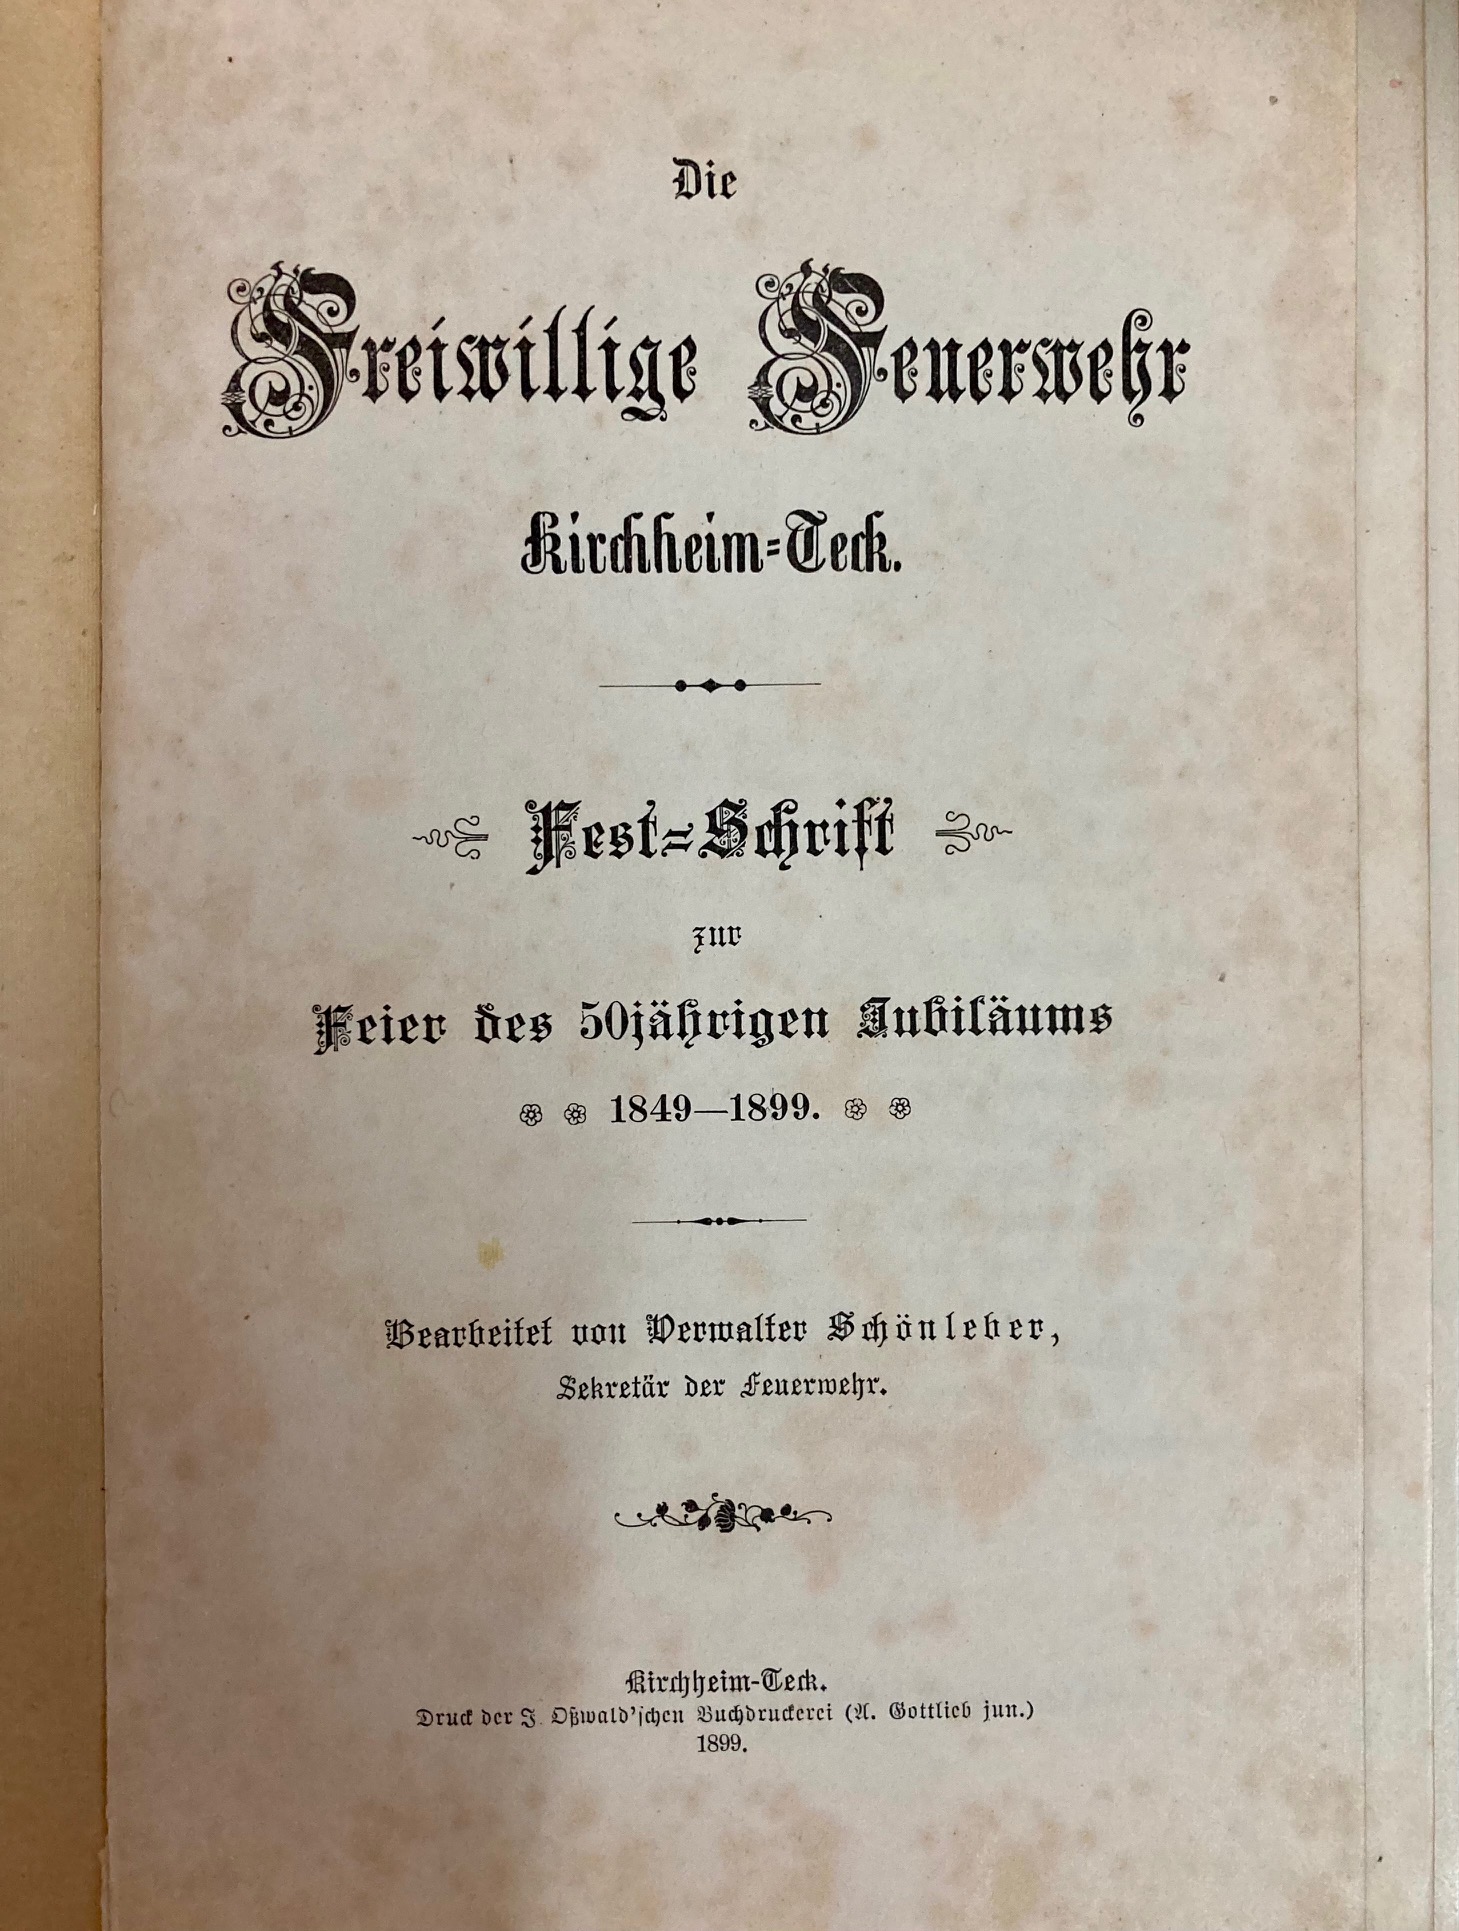 Die
Freiwillige Feuerwehr
Kirchheim=Teck.
Fest=Schrift
zur
Feier des 50jährigen Jubiläums
1849—1899.
Bearbeitet von Verwalter Schönleber,
Sekretär der Feuerwehr.
Kirchheim-Teck.
Druck der J. Oßwald'schen Buchdruckerei (A. Gottlieb jun.)
1899.